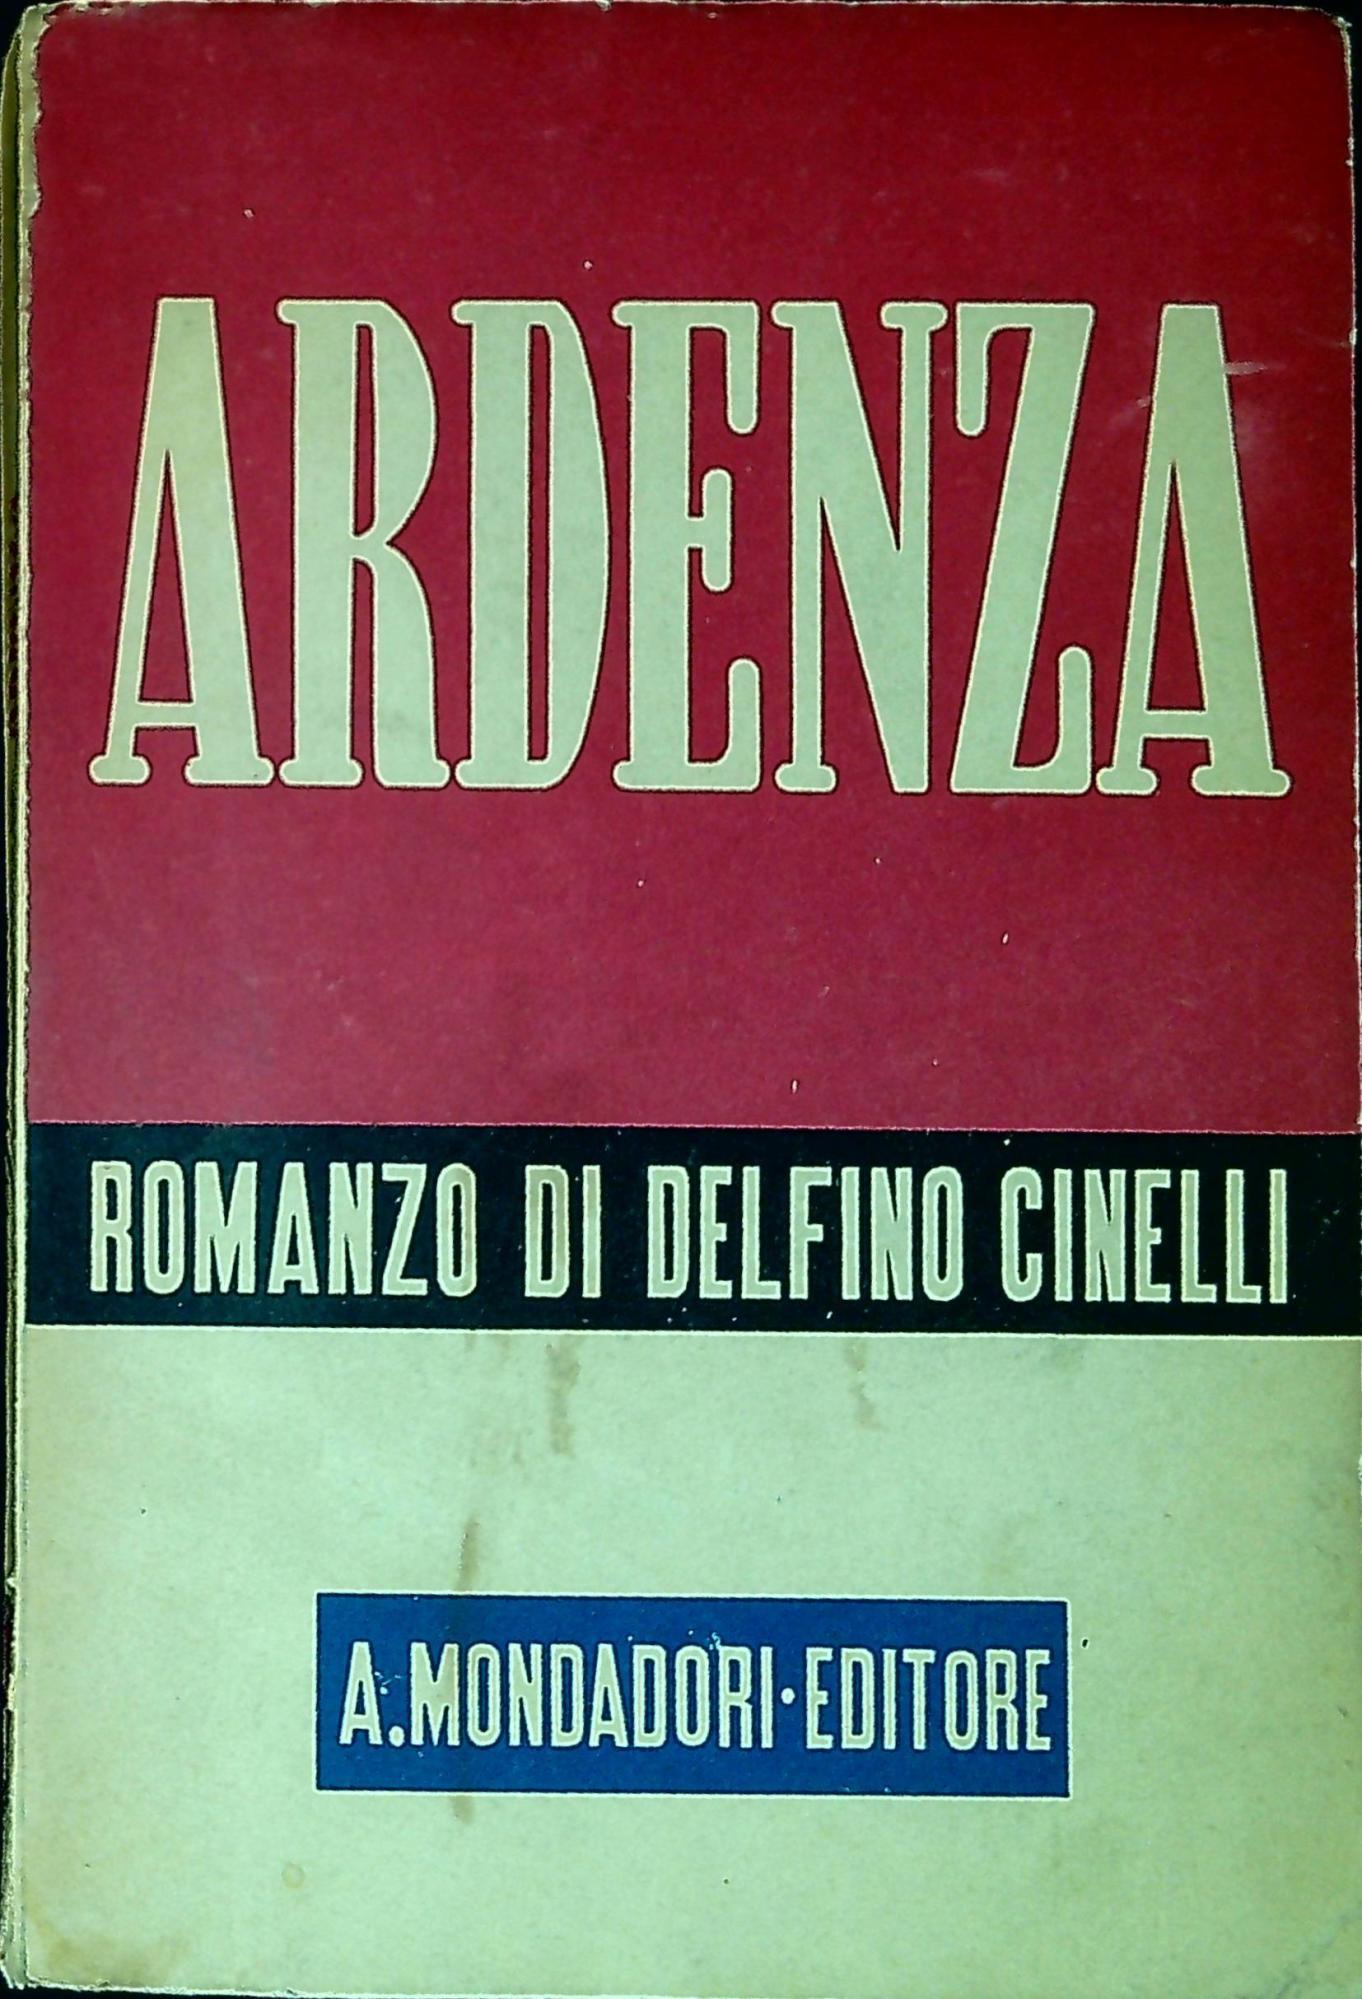 ARDENZA
ROMANZO DI DELFINO CINELLI
A. MONDADORI · EDITORE